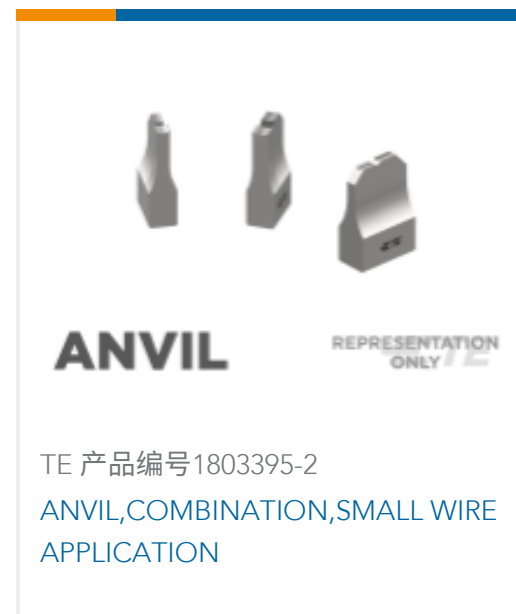 ANVIL
REPRESENTATION
ONLY
TE
TE 产品编号1803395-2
ANVIL,COMBINATION,SMALL WIRE
APPLICATION